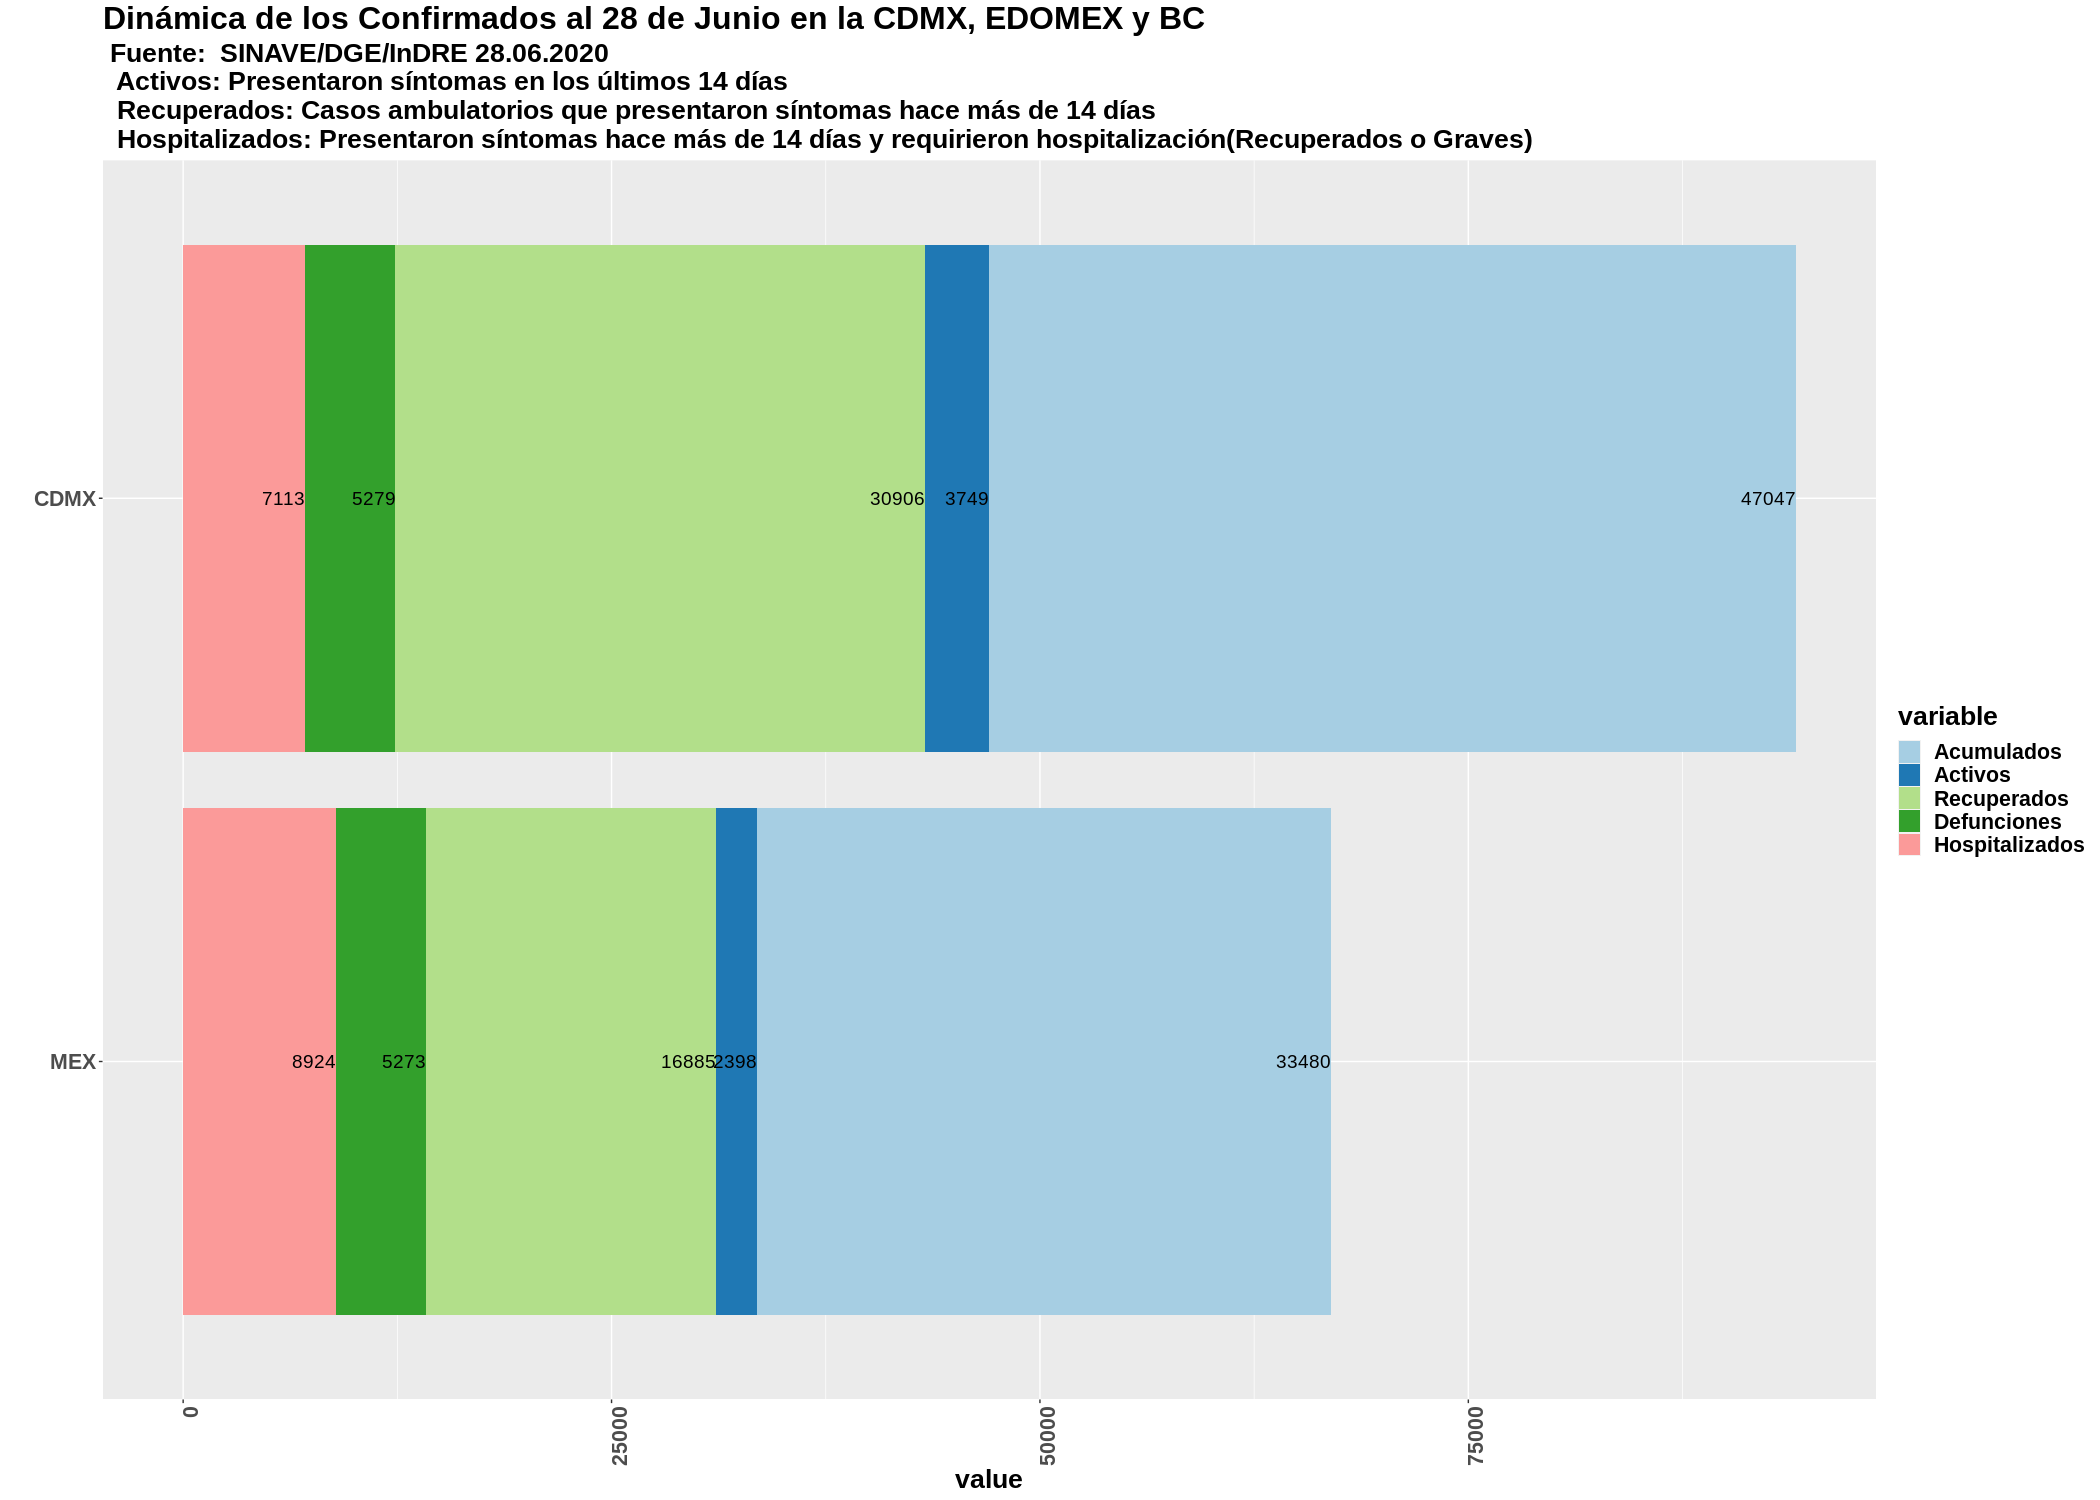 Dinámica de los Confirmados al 28 de Junio en la CDMX, EDOMEX y BC
Fuente: SINAVE/DGE/InDRE 28.06.2020
Activos: Presentaron síntomas en los últimos 14 días
Recuperados: Casos ambulatorios que presentaron síntomas hace más de 14 días
Hospitalizados: Presentaron síntomas hace más de 14 días y requirieron hospitalización(Recuperados o Graves)
CDMX
7113 5279 30906 3749 47047
variable
Acumulados
Activos
Recuperados
Defunciones
Hospitalizados
MEX
8924 5273 16885 2398 33480
0 25000 50000 75000
value